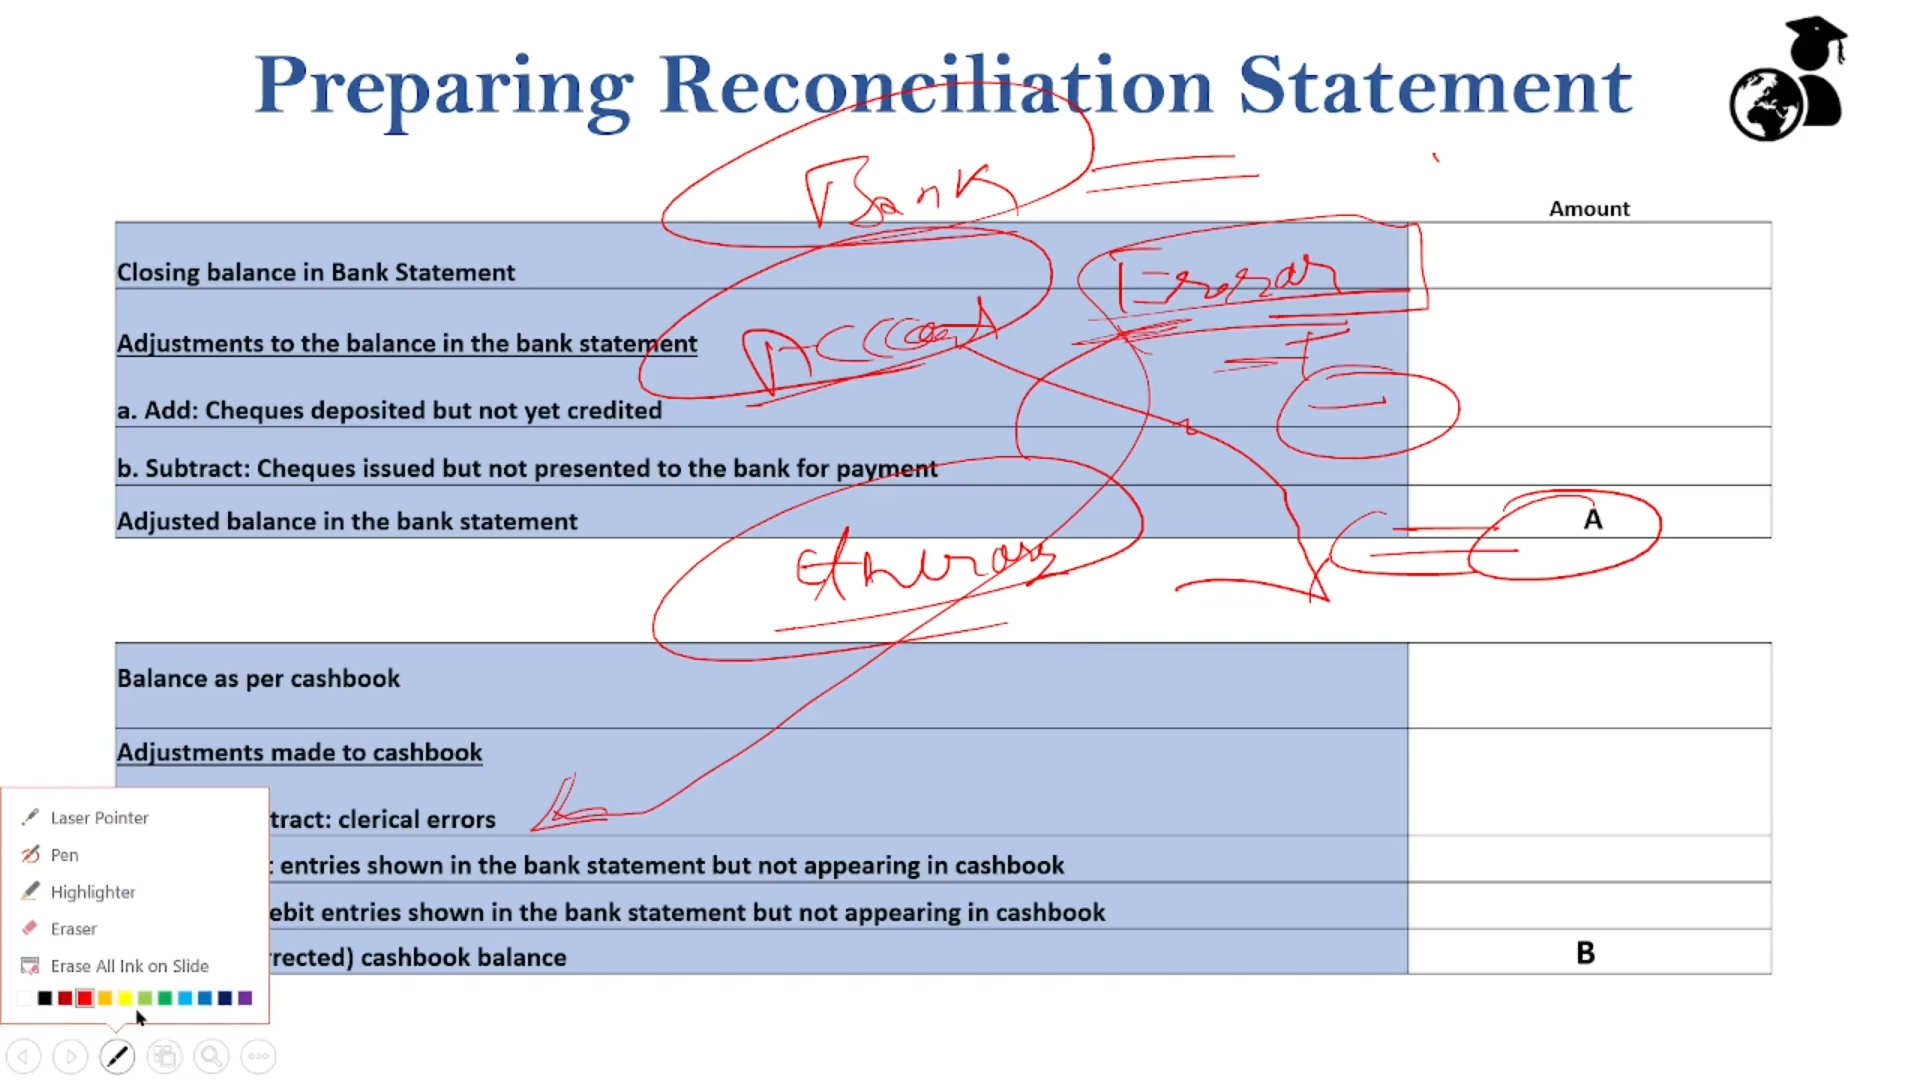 Preparing Reconciliation Statement
Bank
Amount
Closing balance in Bank Statement
Adjustments to the balance in the bank statement
a. Add: Cheques deposited but not yet credited
b. Subtract: Cheques issued but not presented to the bank for payment
Adjusted balance in the bank statement
A
Balance as per cashbook
Adjustments made to cashbook
tract: clerical errors
entries shown in the bank statement but not appearing in cashbook
ebit entries shown in the bank statement but not appearing in cashbook
rected) cashbook balance
B
Laser Pointer
Pen
Highlighter
Eraser
Erase All Ink on Slide